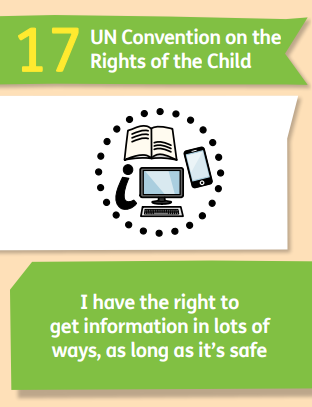 17
UN Convention on the
Rights of the Child
i
I have the right to
get information in lots of
ways, as long as it's safe